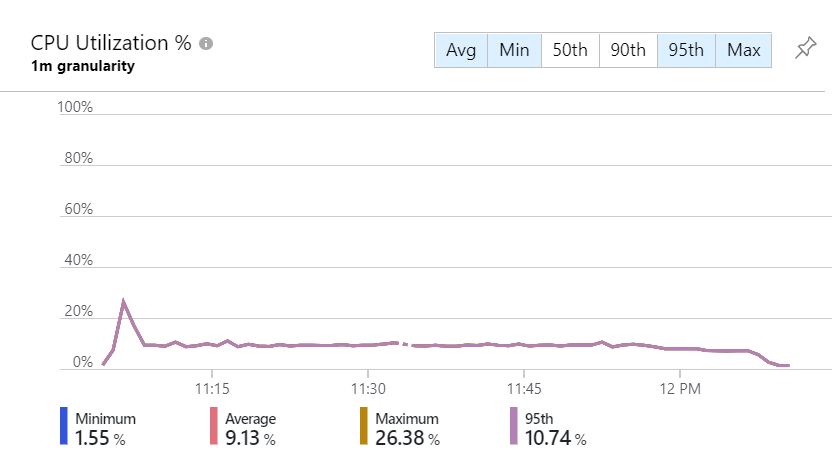 CPU Utilization %
1m granularity
Avg Min 50th 90th 95th Max
100%
80%
60%
40%
20%
0%
11:15 11:30 11:45 12 PM
Minimum Average Maximum 95th
1.55 % 9.13 % 26.38 % 10.74 %